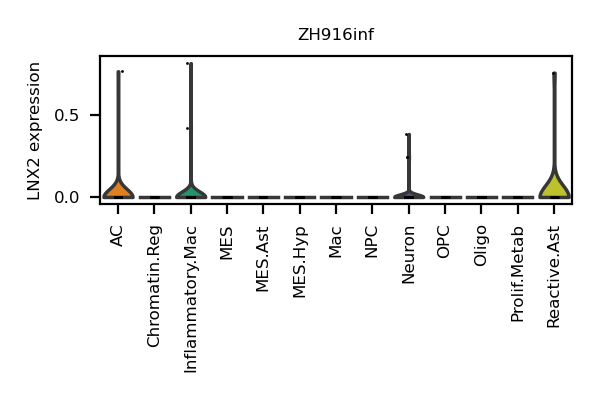 ZH916inf
LNX2 expression
0.5
0.0
AC
Chromatin.Reg
Inflammatory.Mac
MES
MES.Ast
MES.Hyp
Mac
NPC
Neuron
OPC
Oligo
Prolif.Metab
Reactive.Ast